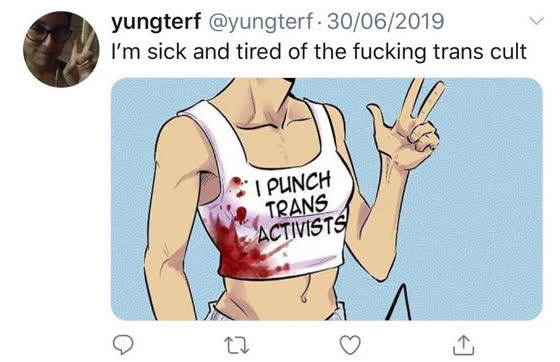 yungterf @yungterf · 30/06/2019
I'm sick and tired of the fucking trans cult
I PUNCH
TRANS
ACTIVISTS